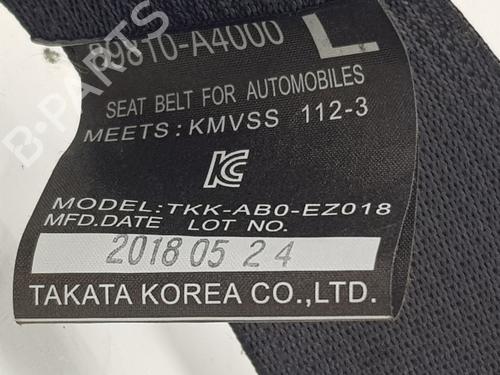 89810-A4000 L
SEAT BELT FOR AUTOMOBILES
MEETS: KMVSS 112-3
KC
MODEL:TKK-AB0-EZ018
MFD.DATE LOT NO.
2018 05 24
TAKATA KOREA CO.,LTD.
B-PARTS